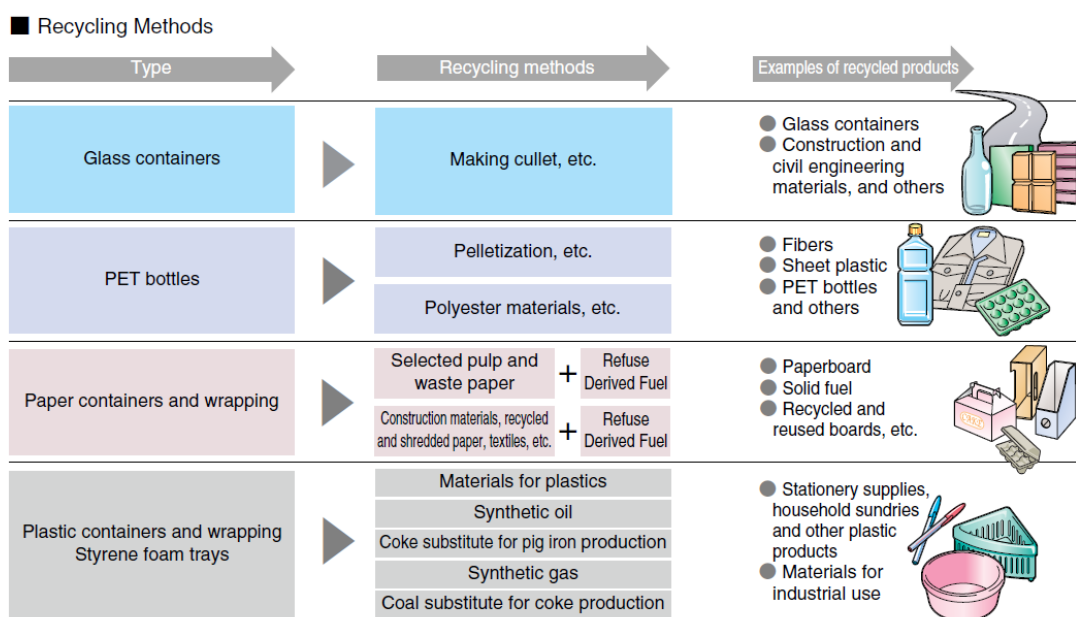 ■ Recycling Methods
Type
Recycling methods
Examples of recycled products
Glass containers
Making cullet, etc.
● Glass containers
● Construction and
civil engineering
materials, and others
PET bottles
Pelletization, etc.
Polyester materials, etc.
● Fibers
● Sheet plastic
● PET bottles
and others
Paper containers and wrapping
Selected pulp and
waste paper
+
Refuse
Derived Fuel
Construction materials, recycled
and shredded paper, textiles, etc.
+
Refuse
Derived Fuel
● Paperboard
● Solid fuel
● Recycled and
reused boards, etc.
Plastic containers and wrapping
Styrene foam trays
Materials for plastics
Synthetic oil
Coke substitute for pig iron production
Synthetic gas
Coal substitute for coke production
● Stationery supplies,
household sundries
and other plastic
products
● Materials for
industrial use